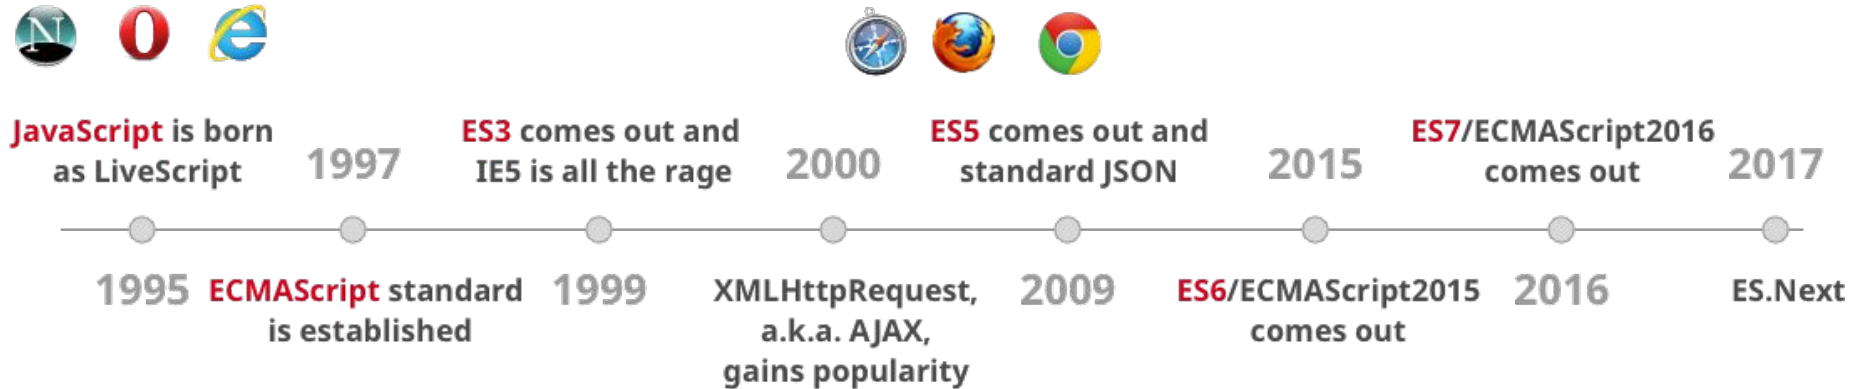 JavaScript is born
as LiveScript
1995
1997
ECMAScript standard
is established
ES3 comes out and
IE5 is all the rage
1999
2000
XMLHttpRequest,
a.k.a. AJAX,
gains popularity
ES5 comes out and
standard JSON
2009
2015
ES6/ECMAScript2015
comes out
ES7/ECMAScript2016
comes out
2016
2017
ES.Next